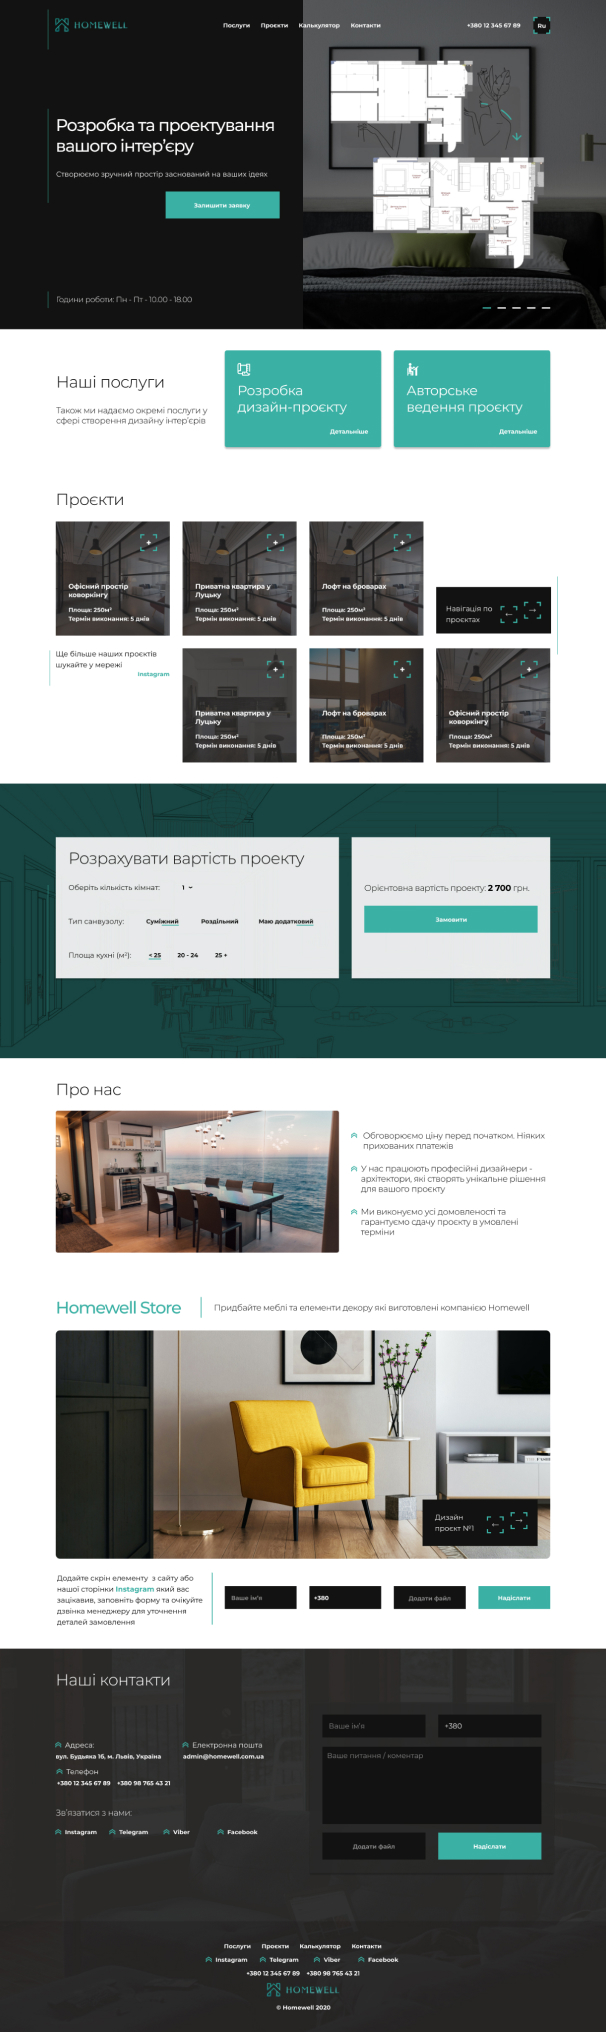 HOMEWELL
Послуги Проєкти Калькулятор Контакти
+380 12 345 67 89
Ru
Розробка та проектування
вашого інтер'єру
Створюємо зручний простір заснований на ваших ідеях
Залишити заявку
Години роботи: Пн - Пт - 10.00 - 18.00
Наші послуги
Також ми надаємо окремі послуги у
сфері створення дизайну інтер'єрів
Розробка
дизайн-проєкту
Детальніше
Авторське
ведення проєкту
Детальніше
Проєкти
Офісний простір
коворкінгу
Площа: 250м²
Термін виконання: 5 днів
Приватна квартира у
Луцьку
Площа: 250м²
Термін виконання: 5 днів
Лофт на броварах
Площа: 250м²
Термін виконання: 5 днів
Навігація по
проєктах
Ще більше наших проєктів
шукайте у мережі
Instagram
Приватна квартира у
Луцьку
Площа: 250м²
Термін виконання: 5 днів
Лофт на броварах
Площа: 250м²
Термін виконання: 5 днів
Офісний простір
коворкінгу
Площа: 250м²
Термін виконання: 5 днів
Розрахувати вартість проекту
Оберіть кількість кімнат: 1
Тип санвузолу: Суміжний Роздільний Маю додатковий
Площа кухні (м²): < 25 20 - 24 25 +
Орієнтовна вартість проекту: 2 700 грн.
Замовити
Про нас
Обговорюємо ціну перед початком. Ніяких
прихованих платежів
У нас працюють професійні дизайнери -
архітектори, які створять унікальне рішення
для вашого проєкту
Ми виконуємо усі домовленості та
гарантуємо сдачу проєкту в умовлені
терміни
Homewell Store
Придбайте меблі та елементи декору які виготовлені компанією Homewell
Дизайн
проєкт №1
Додайте скрін елементу з сайту або
нашої сторінки Instagram який вас
зацікавив, заповніть форму та очікуйте
дзвінка менеджеру для уточнення
деталей замовлення
Ваше ім'я
+380
Додати файл
Надіслати
Наші контакти
Адреса:
вул. Будьяка 16, м. Львів, Україна
Електронна пошта
admin@homewell.com.ua
Телефон
+380 12 345 67 89 +380 98 765 43 21
Зв'язатися з нами:
Instagram Telegram Viber Facebook
Ваше ім'я
+380
Ваше питання / коментар
Додати файл
Надіслати
Послуги Проєкти Калькулятор Контакти
Instagram Telegram Viber Facebook
+380 12 345 67 89 +380 98 765 43 21
HOMEWELL
© Homewell 2020